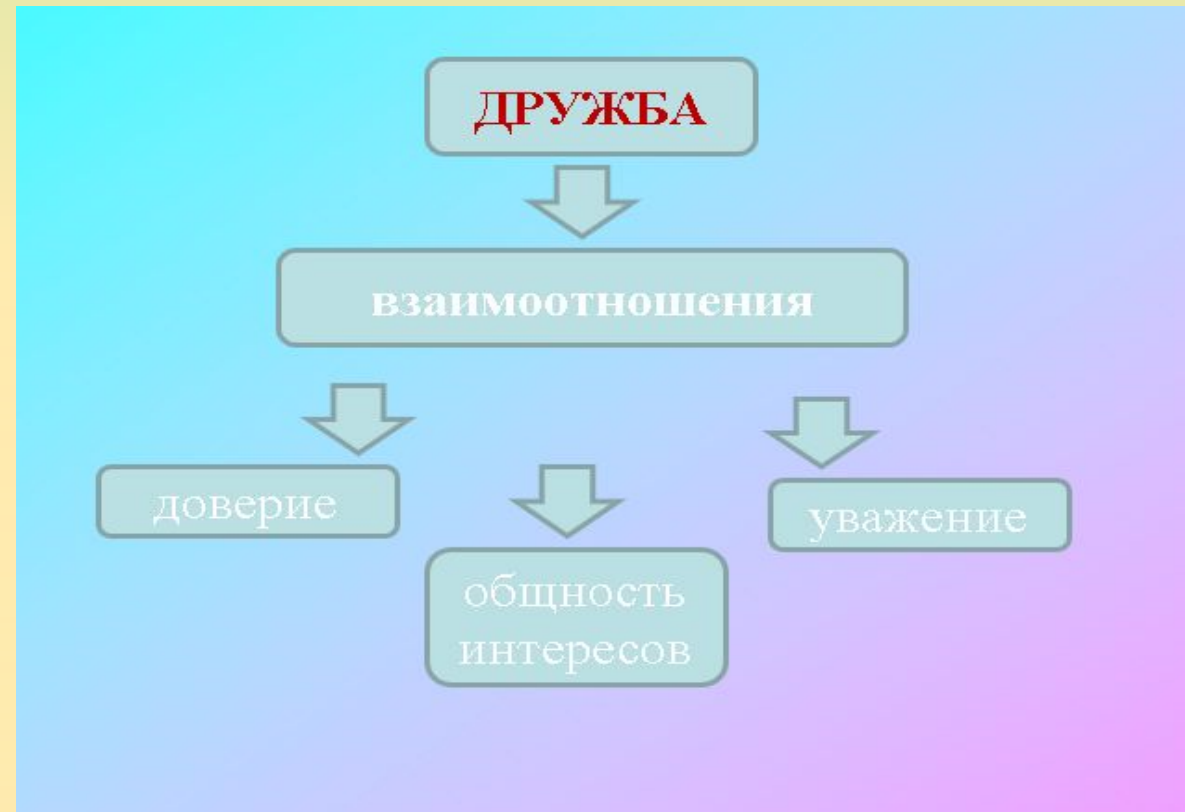 ДРУЖБА
взаимоотношения
доверие
уважение
общность
интересов